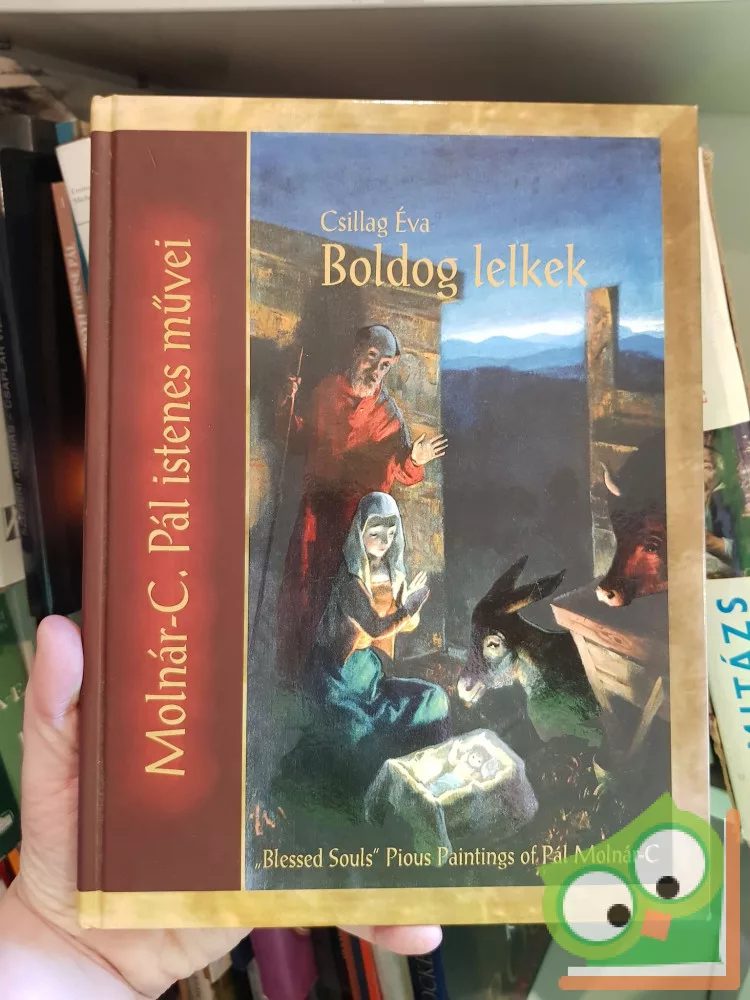 Csillag Éva
Boldog lelkek
Molnár-C. Pál istenes művei
„Blessed Souls“ Pious Paintings of Pál Molnár-C